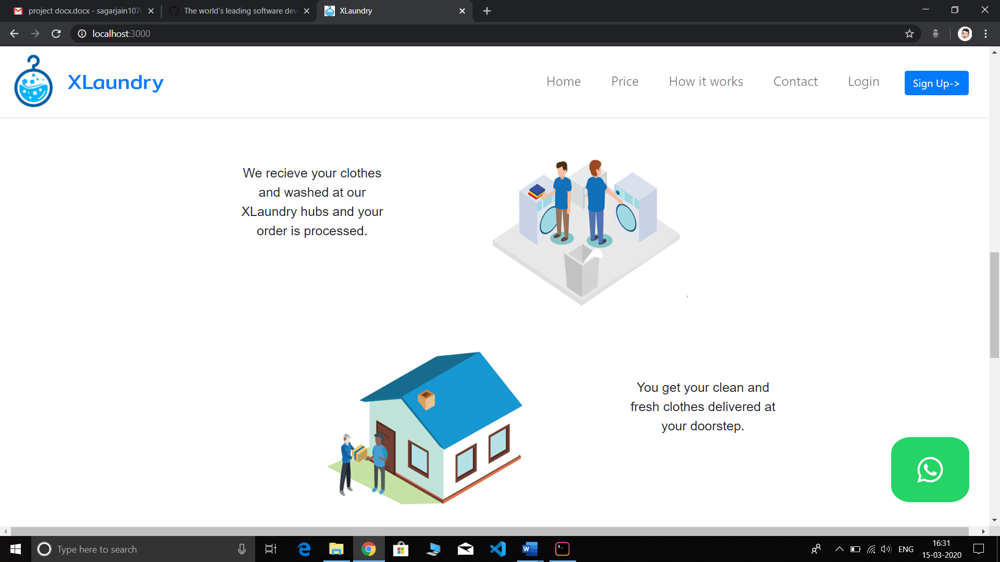 project docx.docx - sagarjain1070
The world's leading software dev
XLaundry
localhost:3000
XLaundry
Home
Price
How it works
Contact
Login
Sign Up->
We recieve your clothes
and washed at our
XLaundry hubs and your
order is processed.
You get your clean and
fresh clothes delivered at
your doorstep.
Type here to search
ENG
16:31
15-03-2020